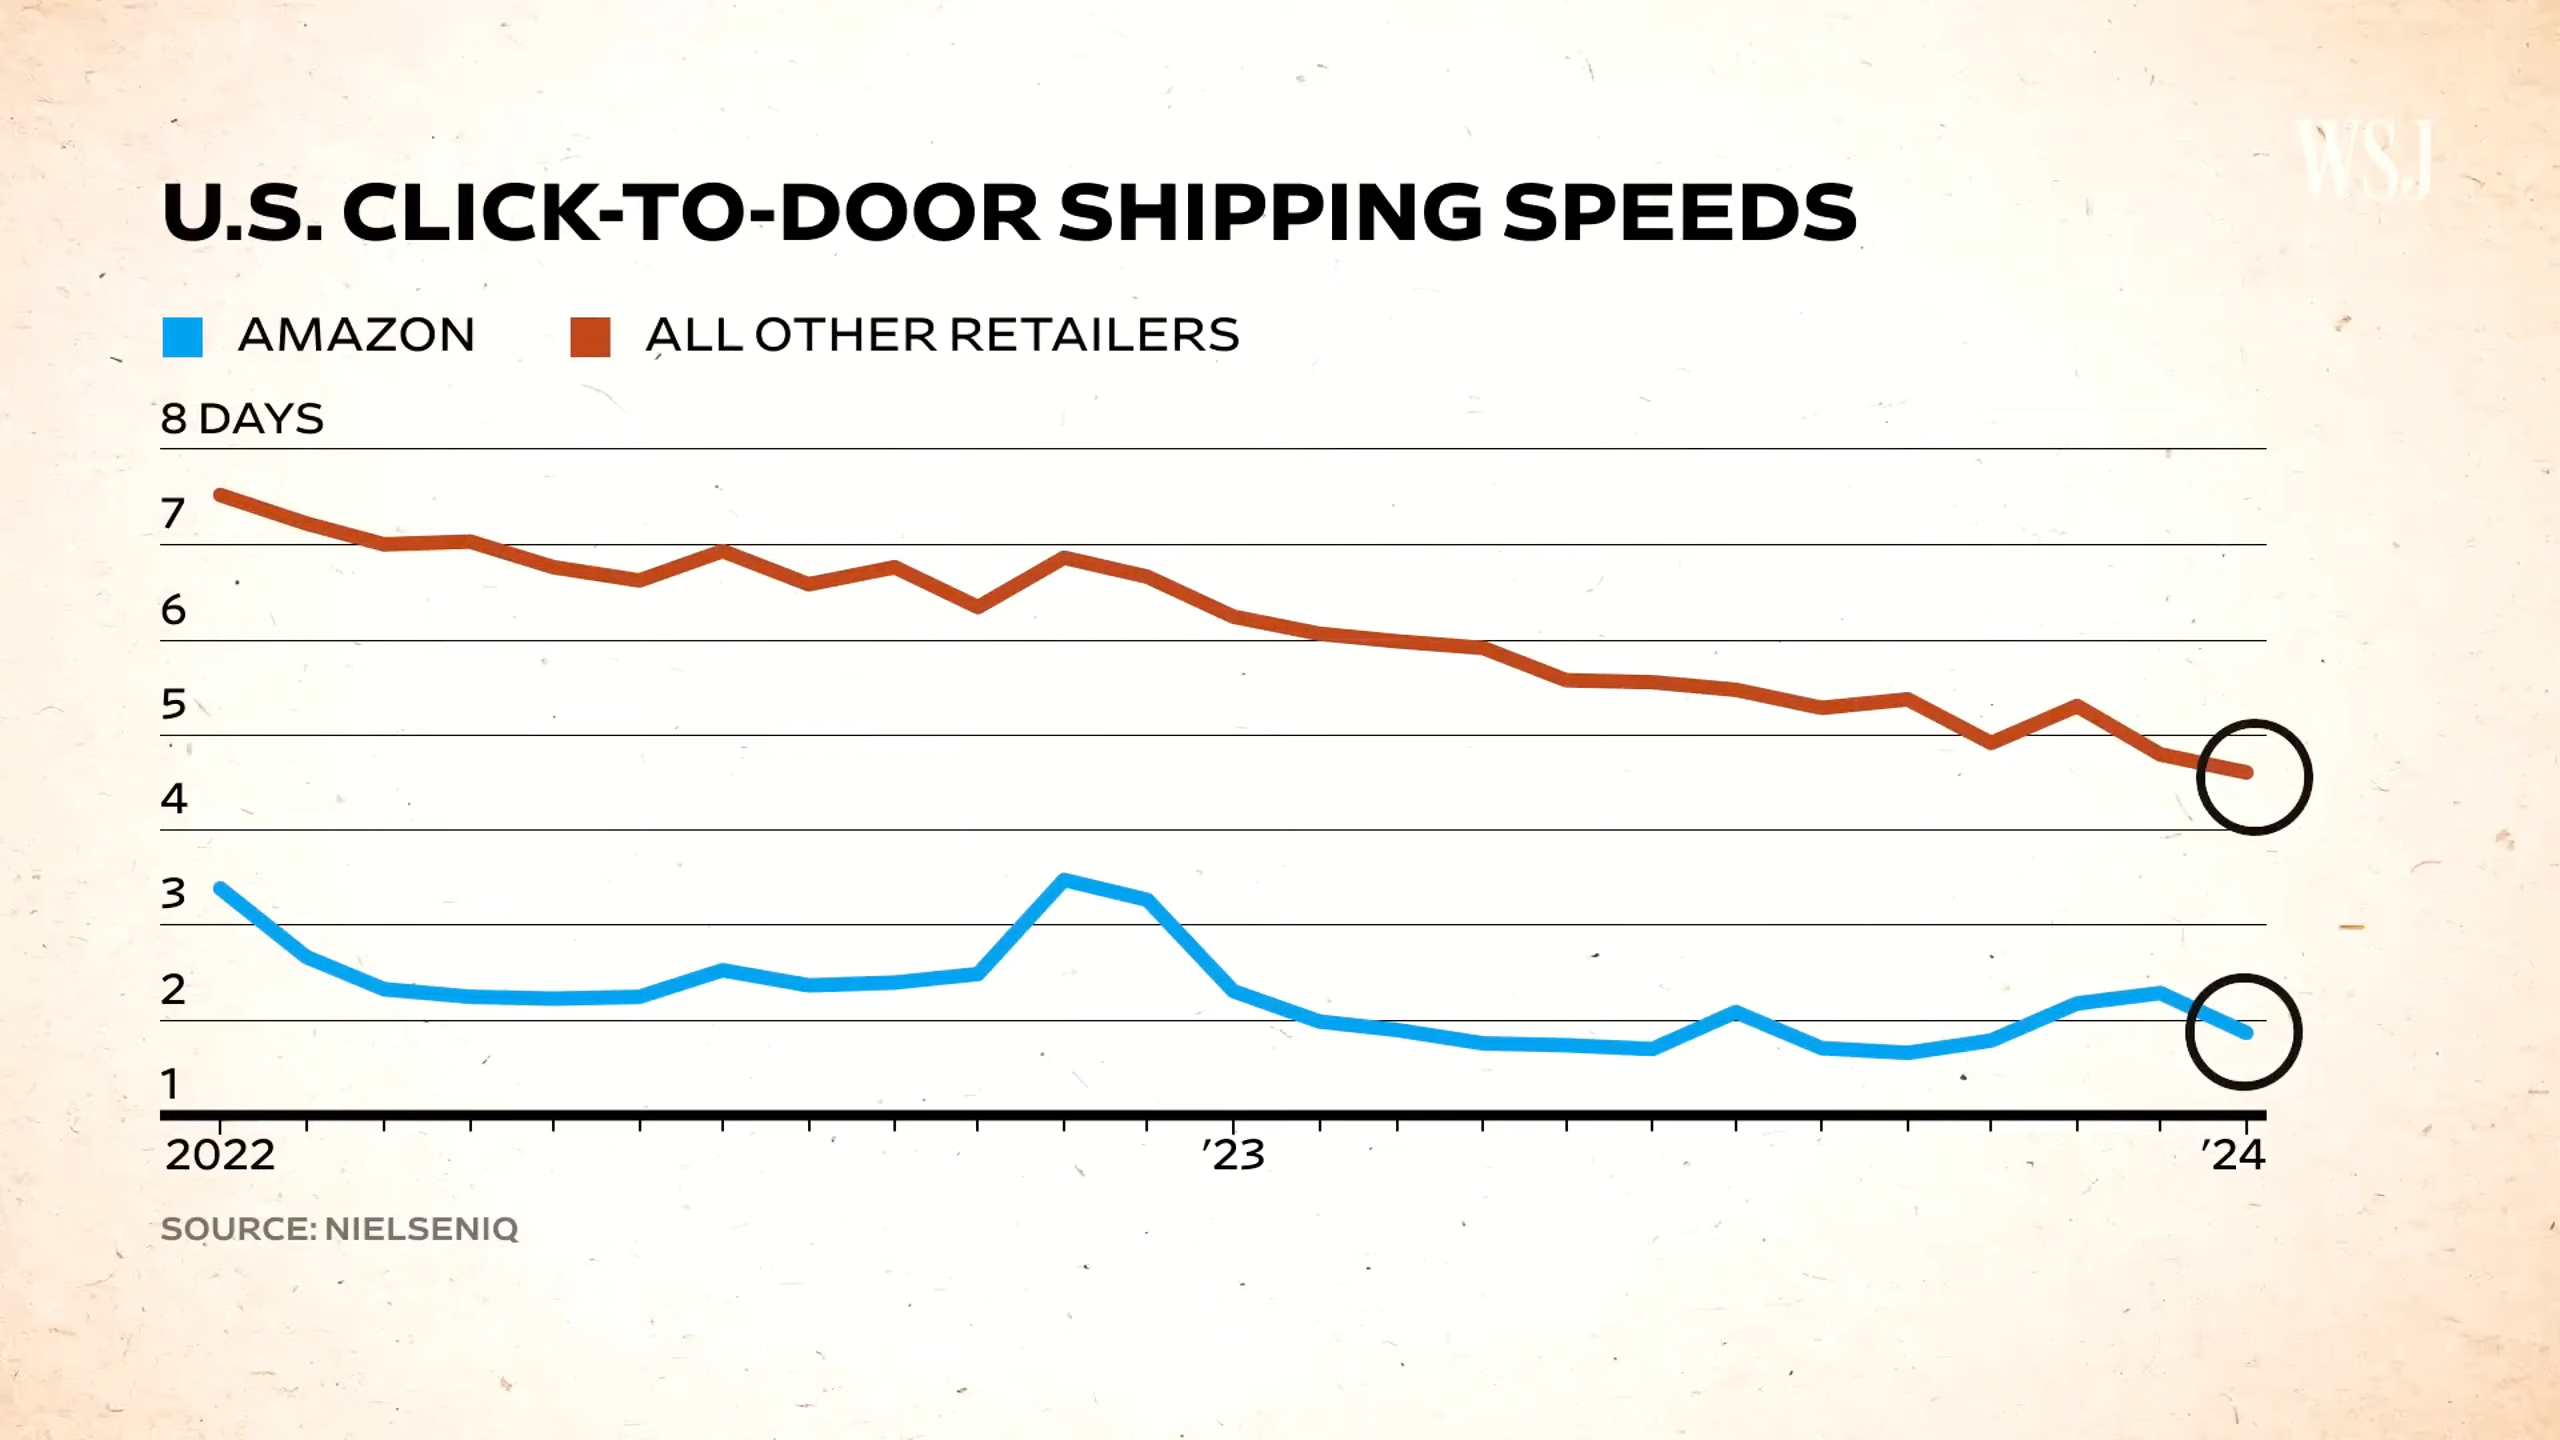 WSJ
U.S. CLICK-TO-DOOR SHIPPING SPEEDS
AMAZON ALL OTHER RETAILERS
8 DAYS
7
6
5
4
3
2
1
2022 ’23 ’24
SOURCE: NIELSENIQ